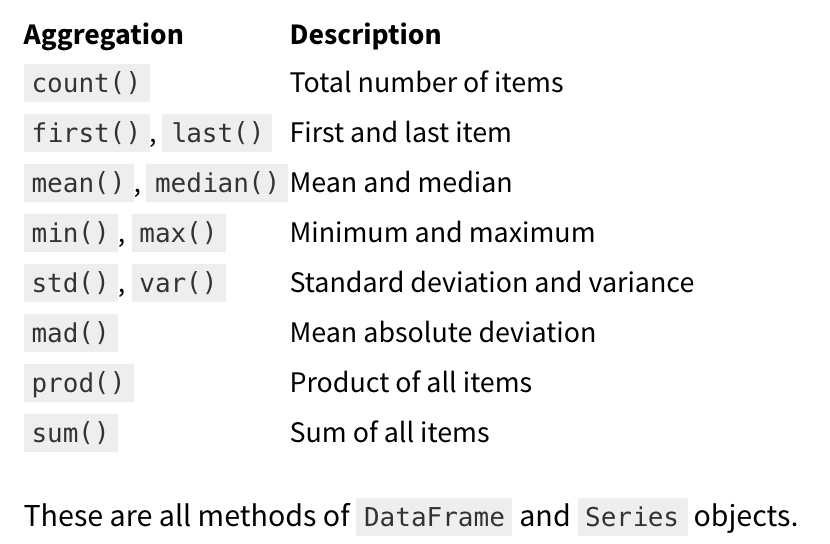 Aggregation Description
count() Total number of items
first(), last() First and last item
mean(), median() Mean and median
min(), max() Minimum and maximum
std(), var() Standard deviation and variance
mad() Mean absolute deviation
prod() Product of all items
sum() Sum of all items
These are all methods of DataFrame and Series objects.